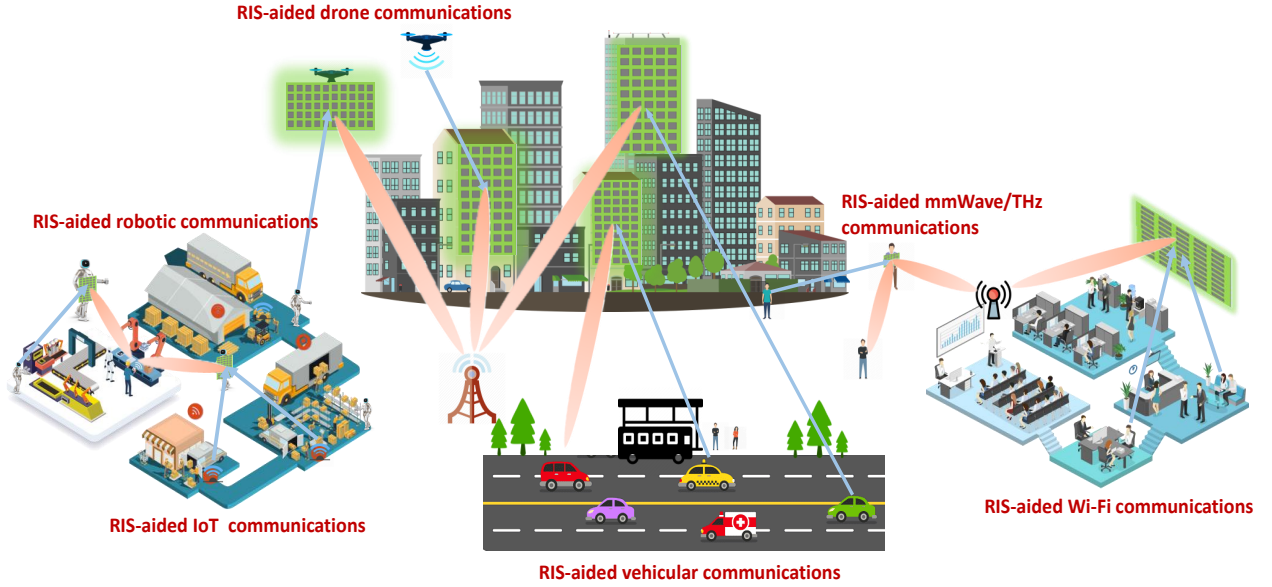 RIS-aided drone communications
RIS-aided robotic communications
RIS-aided mmWave/THz
communications
RIS-aided IoT  communications
RIS-aided Wi-Fi communications
RIS-aided vehicular communications